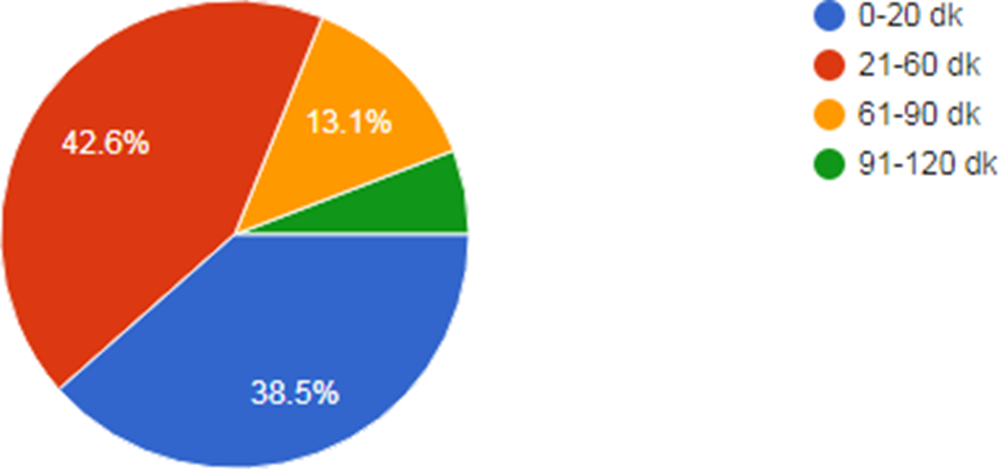 0-20 dk
21-60 dk
61-90 dk
91-120 dk
13.1%
42.6%
38.5%